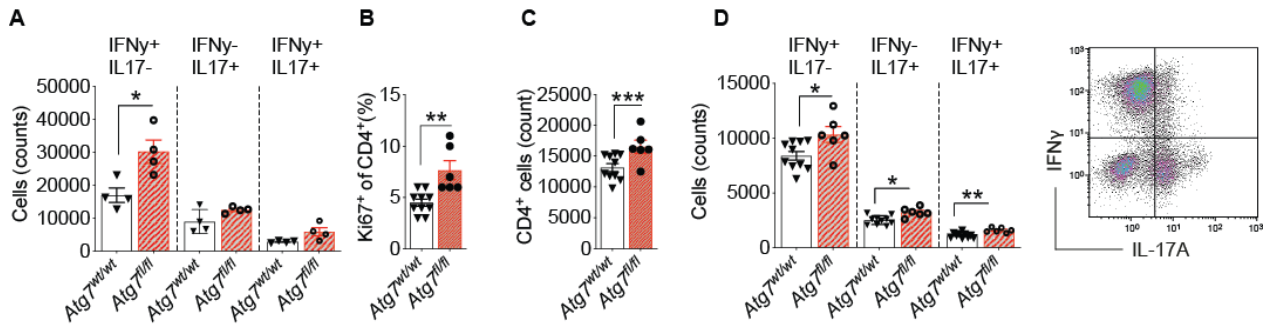 A
IFNy+
IL17-
IFNy-
IL17+
IFNy+
IL17+
Cells (counts)
50000
40000
30000
20000
10000
0
*
Atg7wt/wt
Atg7fl/fl
Atg7wt/wt
Atg7fl/fl
Atg7wt/wt
Atg7fl/fl
B
Ki67+ of CD4+(%)
15
10
5
0
**
Atg7wt/wt
Atg7fl/fl
C
CD4+ cells (count)
25000
20000
15000
10000
5000
0
***
Atg7wt/wt
Atg7fl/fl
D
IFNy+
IL17-
IFNy-
IL17+
IFNy+
IL17+
Cells (counts)
15000
10000
5000
0
*
*
**
Atg7wt/wt
Atg7fl/fl
Atg7wt/wt
Atg7fl/fl
Atg7wt/wt
Atg7fl/fl
IFNγ
10³
10²
10¹
10⁰
10⁰ 10¹ 10² 10³
IL-17A